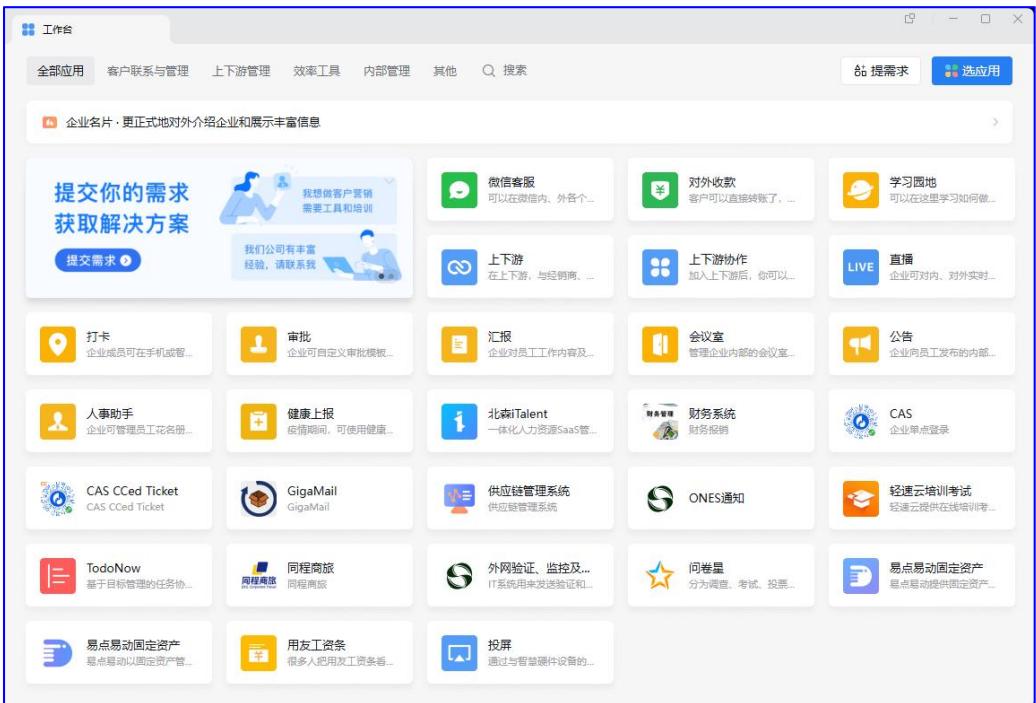 工作台
全部应用 客户联系与管理 上下游管理 效率工具 内部管理 其他 搜索 提需求 选应用
企业名片·更正式地对外介绍企业和展示丰富信息
提交你的需求
获取解决方案
提交需求
我想做客户营销
需要工具和培训
我们公司有丰富
经验，请联系我
微信客服
可以在微信内、外各个...
对外收款
客户可以直接转账了，...
学习园地
可以在这里学习如何做...
上下游
在上下游，与经销商、...
上下游协作
加入上下游后，你可以...
LIVE
直播
企业可对内、对外实时...
打卡
企业成员可在手机或智...
审批
企业可自定义审批模板...
汇报
企业对员工工作内容及...
会议室
管理企业内部的会议室...
公告
企业向员工发布的内部...
人事助手
企业可管理员工花名册...
健康上报
疫情期间，可使用健康...
北森iTalent
一体化人力资源SaaS管...
财务管理
财务系统
财务报销
CAS
企业单点登录
CAS CCed Ticket
CAS CCed Ticket
GigaMail
GigaMail
供应链管理系统
供应链管理系统
ONES通知
轻速云培训考试
轻速云提供在线培训考...
TodoNow
基于目标管理的任务协...
同程商旅
同程商旅
同程商旅
外网验证、监控及...
IT系统用来发送验证和...
问卷星
分为调查、考试、投票...
易点易动固定资产
易点易动提供固定资产...
易点易动固定资产
易点易动以固定资产管...
用友工资条
很多人把用友工资条看...
投屏
通过与智慧硬件设备的...